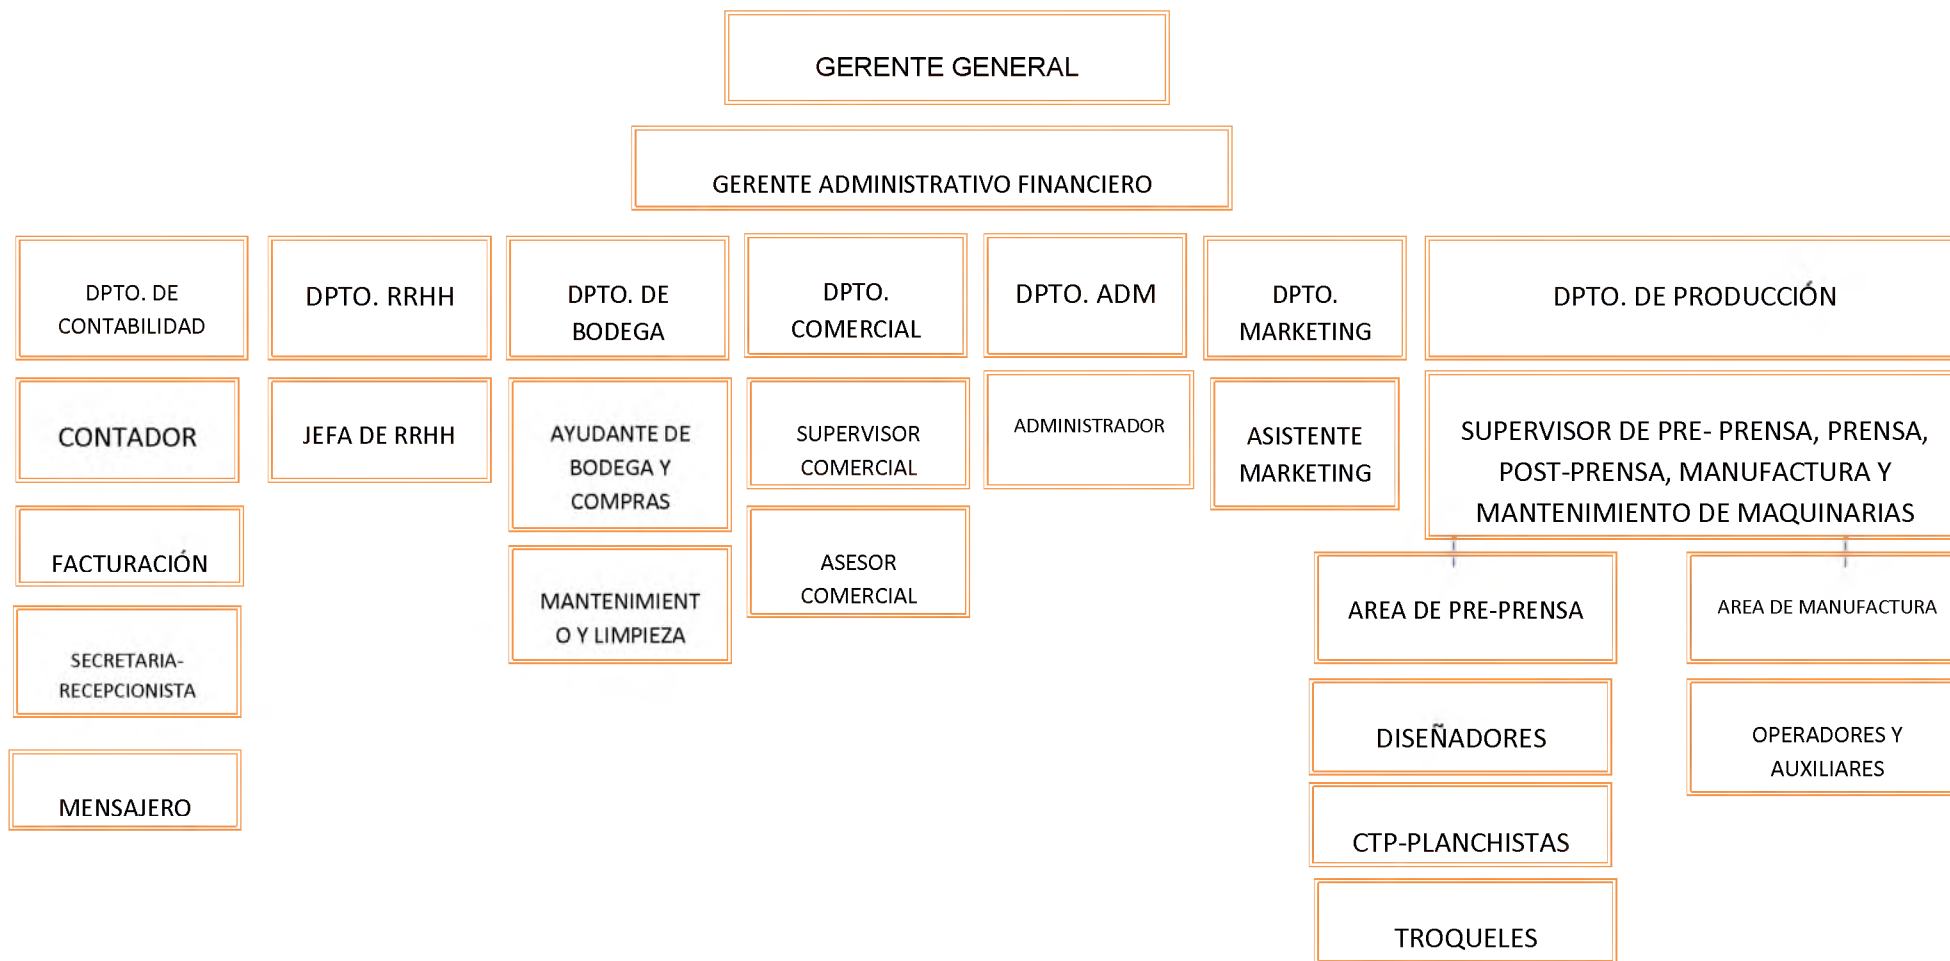 GERENTE GENERAL
GERENTE ADMINISTRATIVO FINANCIERO
DPTO. DE
CONTABILIDAD
DPTO. RRHH
DPTO. DE
BODEGA
DPTO.
COMERCIAL
DPTO. ADM
DPTO.
MARKETING
DPTO. DE PRODUCCIÓN
CONTADOR
JEFA DE RRHH
AYUDANTE DE
BODEGA Y
COMPRAS
SUPERVISOR
COMERCIAL
ADMINISTRADOR
ASISTENTE
MARKETING
SUPERVISOR DE PRE- PRENSA, PRENSA,
POST-PRENSA, MANUFACTURA Y
MANTENIMIENTO DE MAQUINARIAS
FACTURACIÓN
MANTENIMIENT
O Y LIMPIEZA
ASESOR
COMERCIAL
AREA DE PRE-PRENSA
AREA DE MANUFACTURA
SECRETARIA-
RECEPCIONISTA
DISEÑADORES
OPERADORES Y
AUXILIARES
MENSAJERO
CTP-PLANCHISTAS
TROQUELES